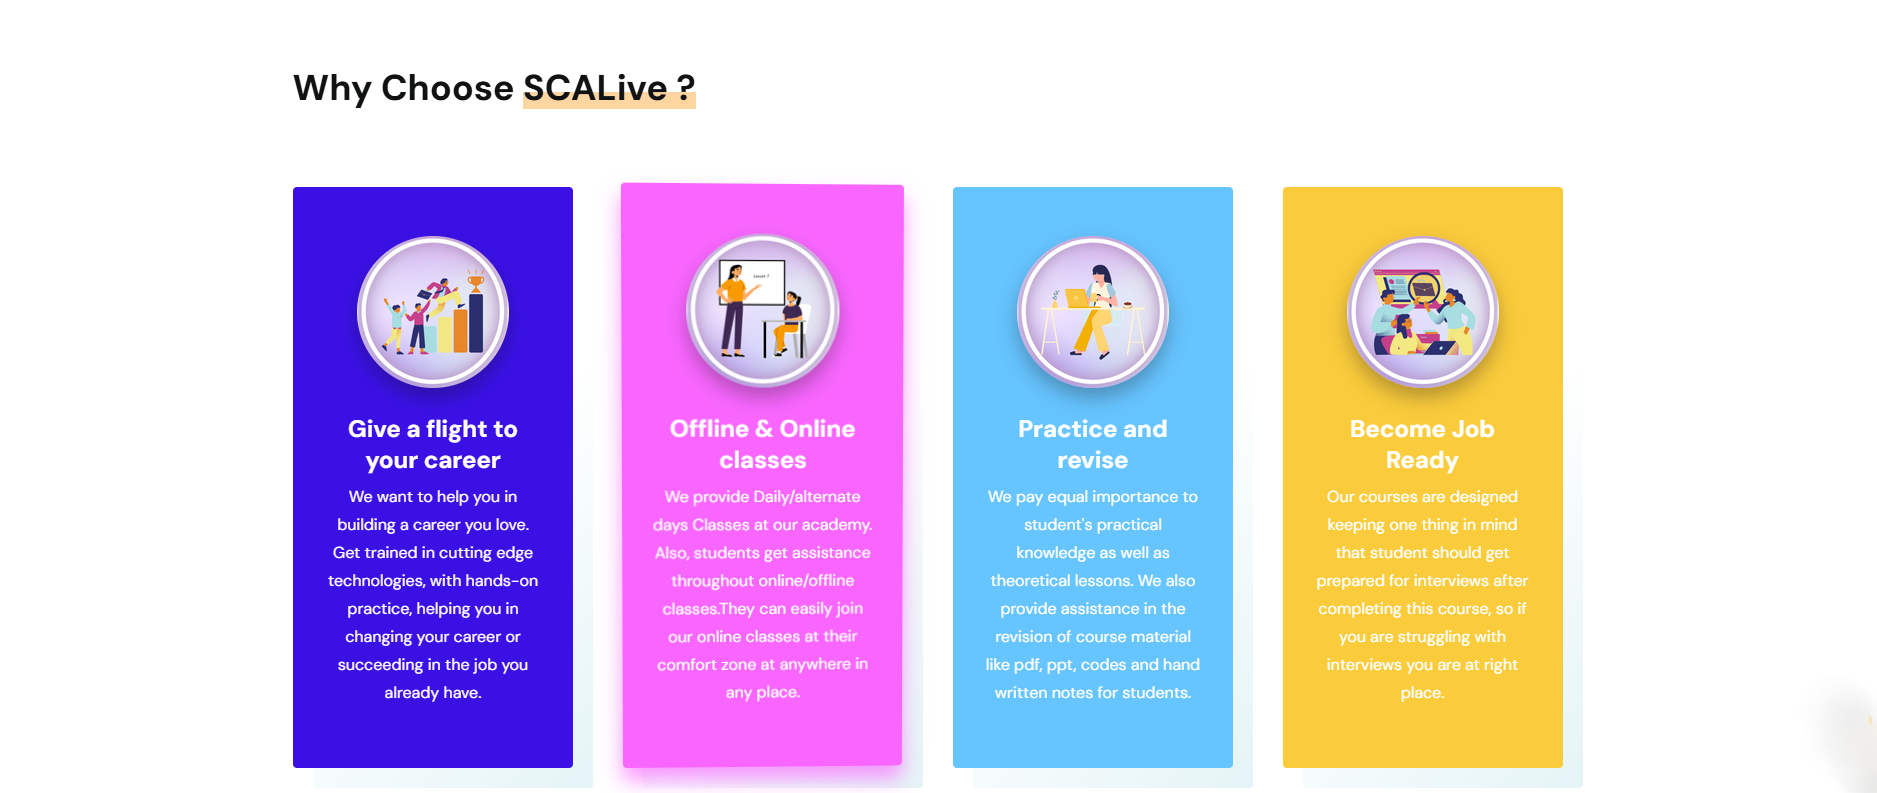 Why Choose SCALive ?
Give a flight to
your career
We want to help you in
building a career you love.
Get trained in cutting edge
technologies, with hands-on
practice, helping you in
changing your career or
succeeding in the job you
already have.
Lesson 7
Offline & Online
classes
We provide Daily/alternate
days Classes at our academy.
Also, students get assistance
throughout online/offline
classes.They can easily join
our online classes at their
comfort zone at anywhere in
any place.
Practice and
revise
We pay equal importance to
student's practical
knowledge as well as
theoretical lessons. We also
provide assistance in the
revision of course material
like pdf, ppt, codes and hand
written notes for students.
Become Job
Ready
Our courses are designed
keeping one thing in mind
that student should get
prepared for interviews after
completing this course, so if
you are struggling with
interviews you are at right
place.